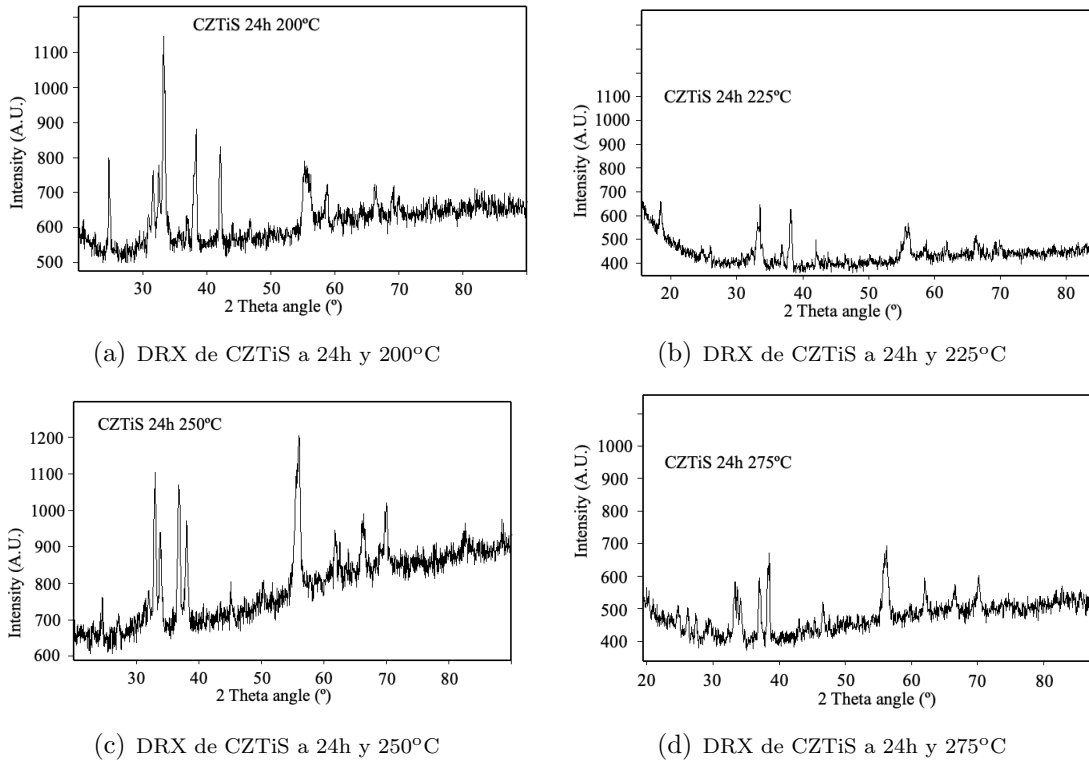 CZTiS 24h 200ºC
Intensity (A.U.)
1100
1000
900
800
700
600
500
30 40 50 60 70 80
2 Theta angle (º)
(a) DRX de CZTiS a 24h y 200ºC
CZTiS 24h 225ºC
Intensity (A.U.)
1100
1000
900
800
700
600
500
400
20 30 40 50 60 70 80
2 Theta angle (º)
(b) DRX de CZTiS a 24h y 225ºC
CZTiS 24h 250ºC
Intensity (A.U.)
1200
1100
1000
900
800
700
600
30 40 50 60 70 80
2 Theta angle (º)
(c) DRX de CZTiS a 24h y 250ºC
CZTiS 24h 275ºC
Intensity (A.U.)
1000
900
800
700
600
500
400
20 30 40 50 60 70 80
2 Theta angle (º)
(d) DRX de CZTiS a 24h y 275ºC